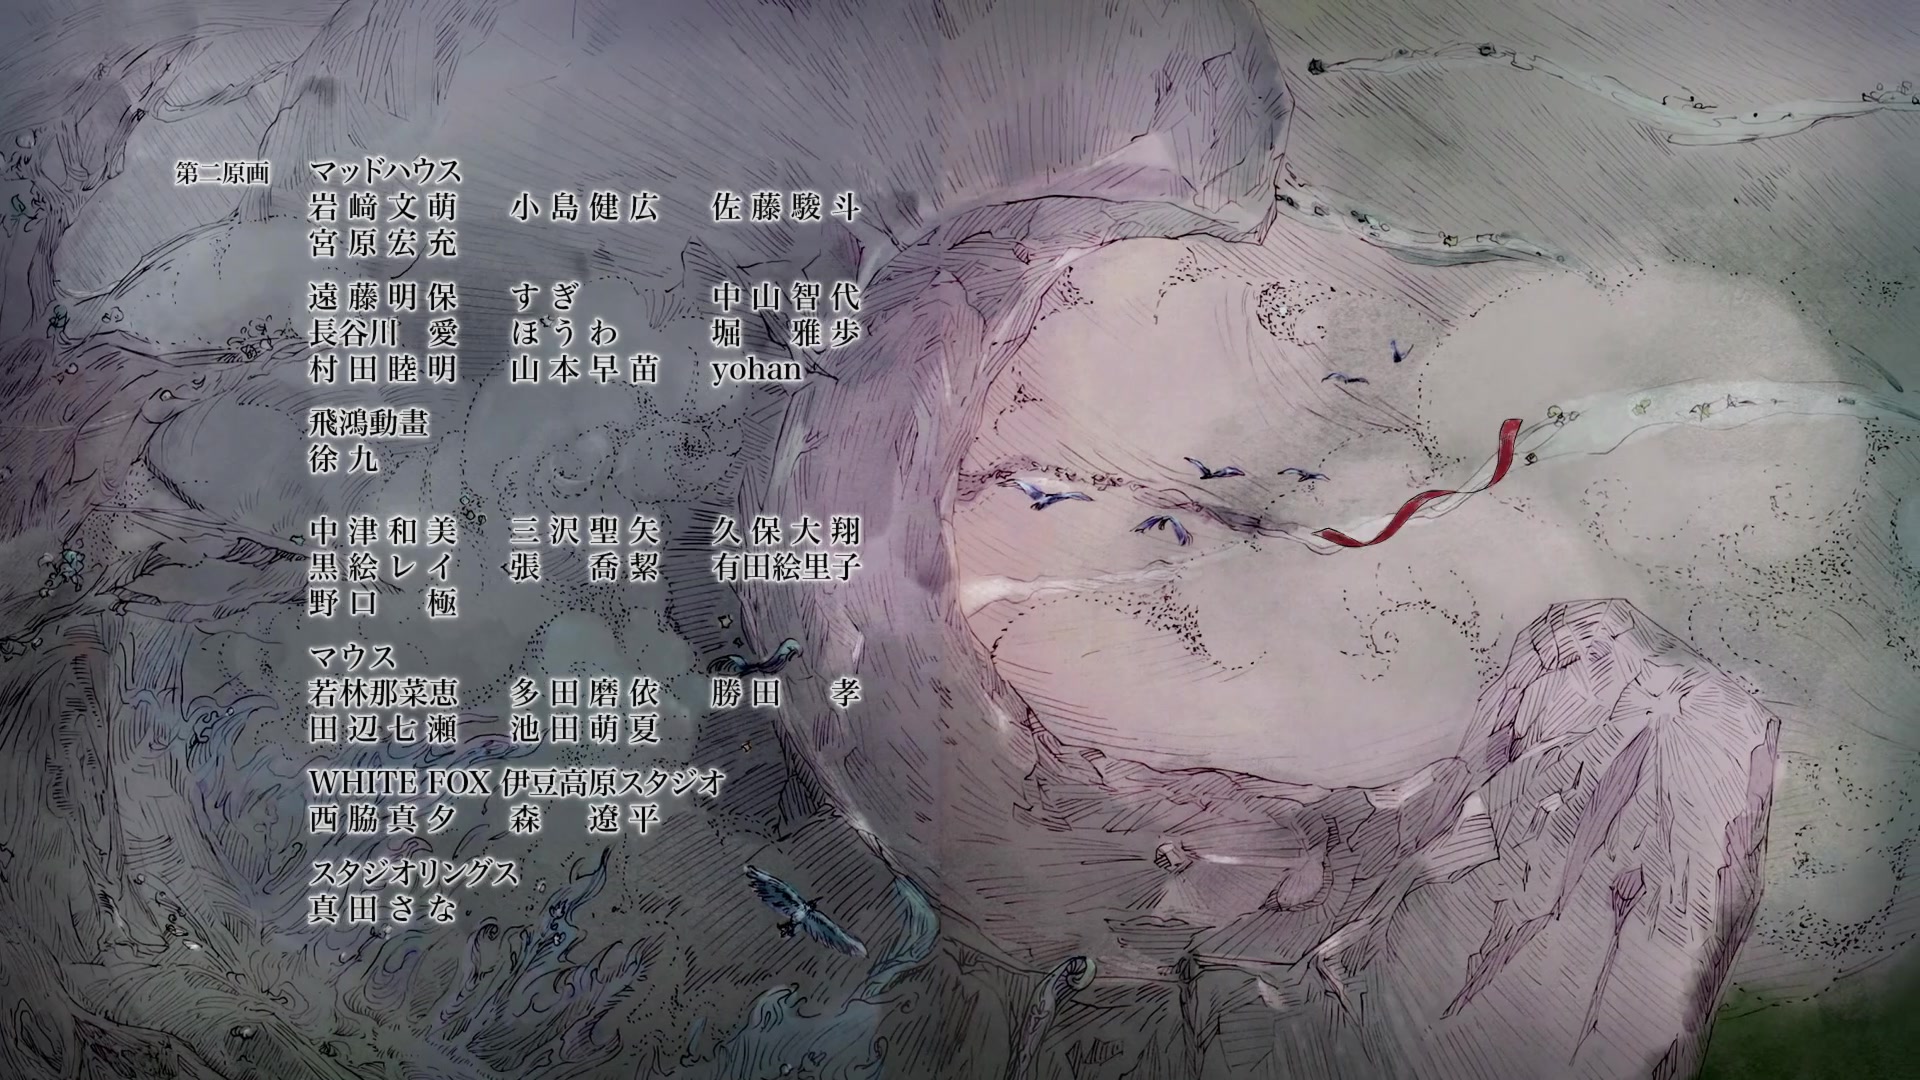 第二原画 マッドハウス
岩﨑文萌 小島健広 佐藤駿斗
宮原宏充
遠藤明保 すぎ 中山智代
長谷川 愛 ほうわ 堀 雅歩
村田睦明 山本早苗 yohan
飛鴻動畫
徐九
中津和美 三沢聖矢 久保大翔
黒絵レイ 張 喬絜 有田絵里子
野口 極
マウス
若林那菜恵 多田磨依 勝田 孝
田辺七瀬 池田萌夏
WHITE FOX 伊豆高原スタジオ
西脇真夕 森 遼平
スタジオリングス
真田さな